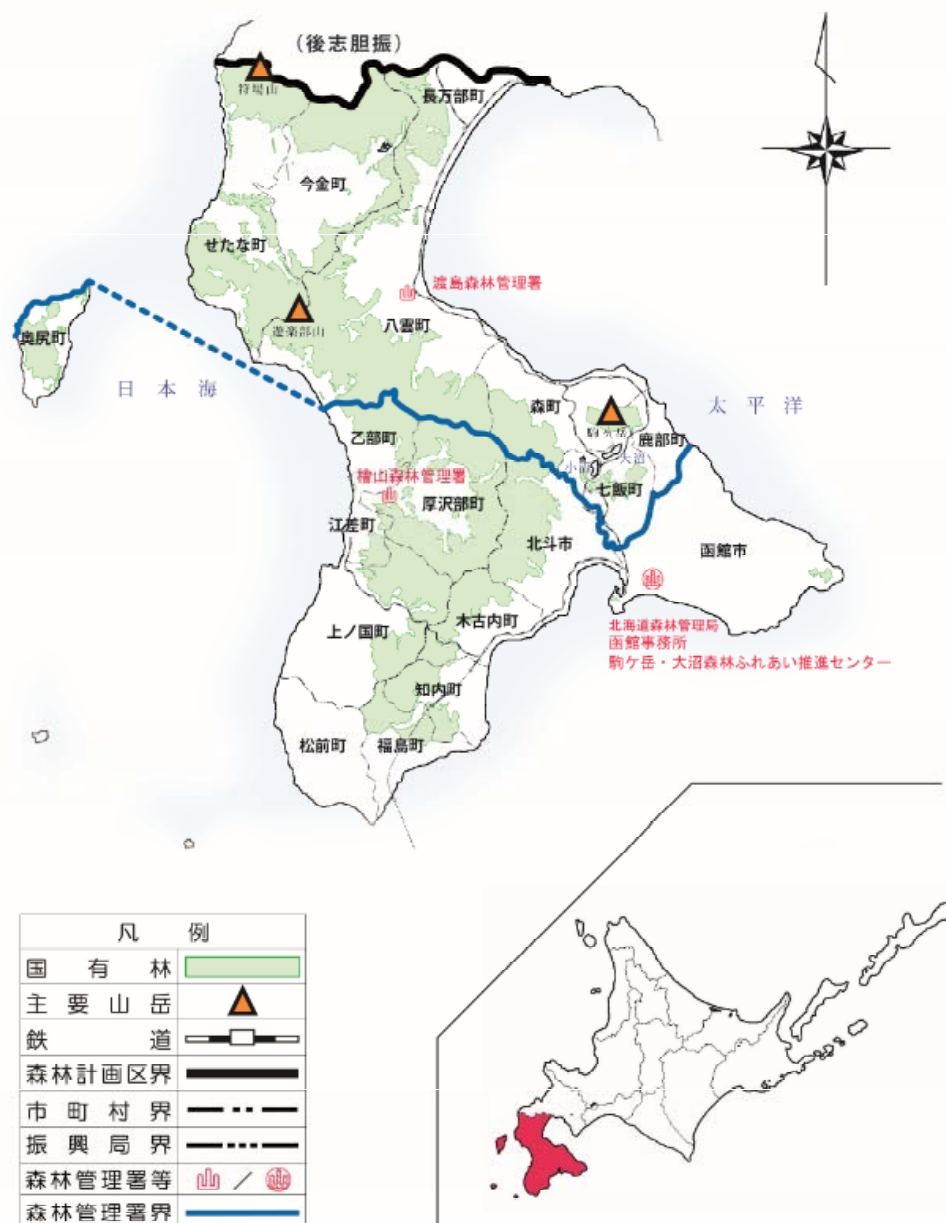 (後志胆振)
狩場山
長万部町
今金町
せたな町
渡島森林管理署
八雲町
遊楽部山
奥尻町
日本海
太平洋
森町
駒ヶ岳
鹿部町
乙部町
小沼
大沼
七飯町
檜山森林管理署
厚沢部町
江差町
北斗市
函館市
上ノ国町
木古内町
北海道森林管理局
函館事務所
駒ケ岳・大沼森林ふれあい推進センター
知内町
松前町
福島町
凡例
国有林
主要山岳
鉄道
森林計画区界
市町村界
振興局界
森林管理署等 /
森林管理署界